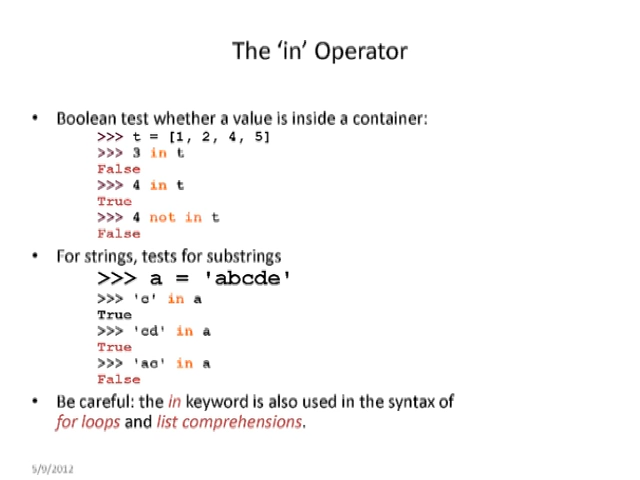 The ‘in’ Operator
• Boolean test whether a value is inside a container:
>>> t = [1, 2, 4, 5]
>>> 3 in t
False
>>> 4 in t
True
>>> 4 not in t
False
• For strings, tests for substrings
>>> a = 'abcde'
>>> 'c' in a
True
>>> 'cd' in a
True
>>> 'ac' in a
False
• Be careful: the in keyword is also used in the syntax of
for loops and list comprehensions.
5/9/2012